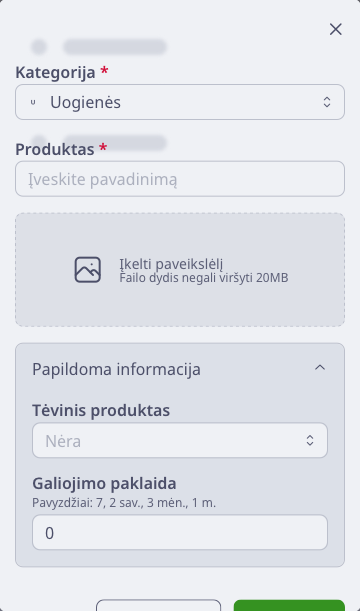 Kategorija *
U Uogienės
Produktas *
Įveskite pavadinimą
Įkelti paveikslėlį
Failo dydis negali viršyti 20MB
Papildoma informacija
Tėvinis produktas
Nėra
Galiojimo paklaida
Pavyzdžiai: 7, 2 sav., 3 mėn., 1 m.
0